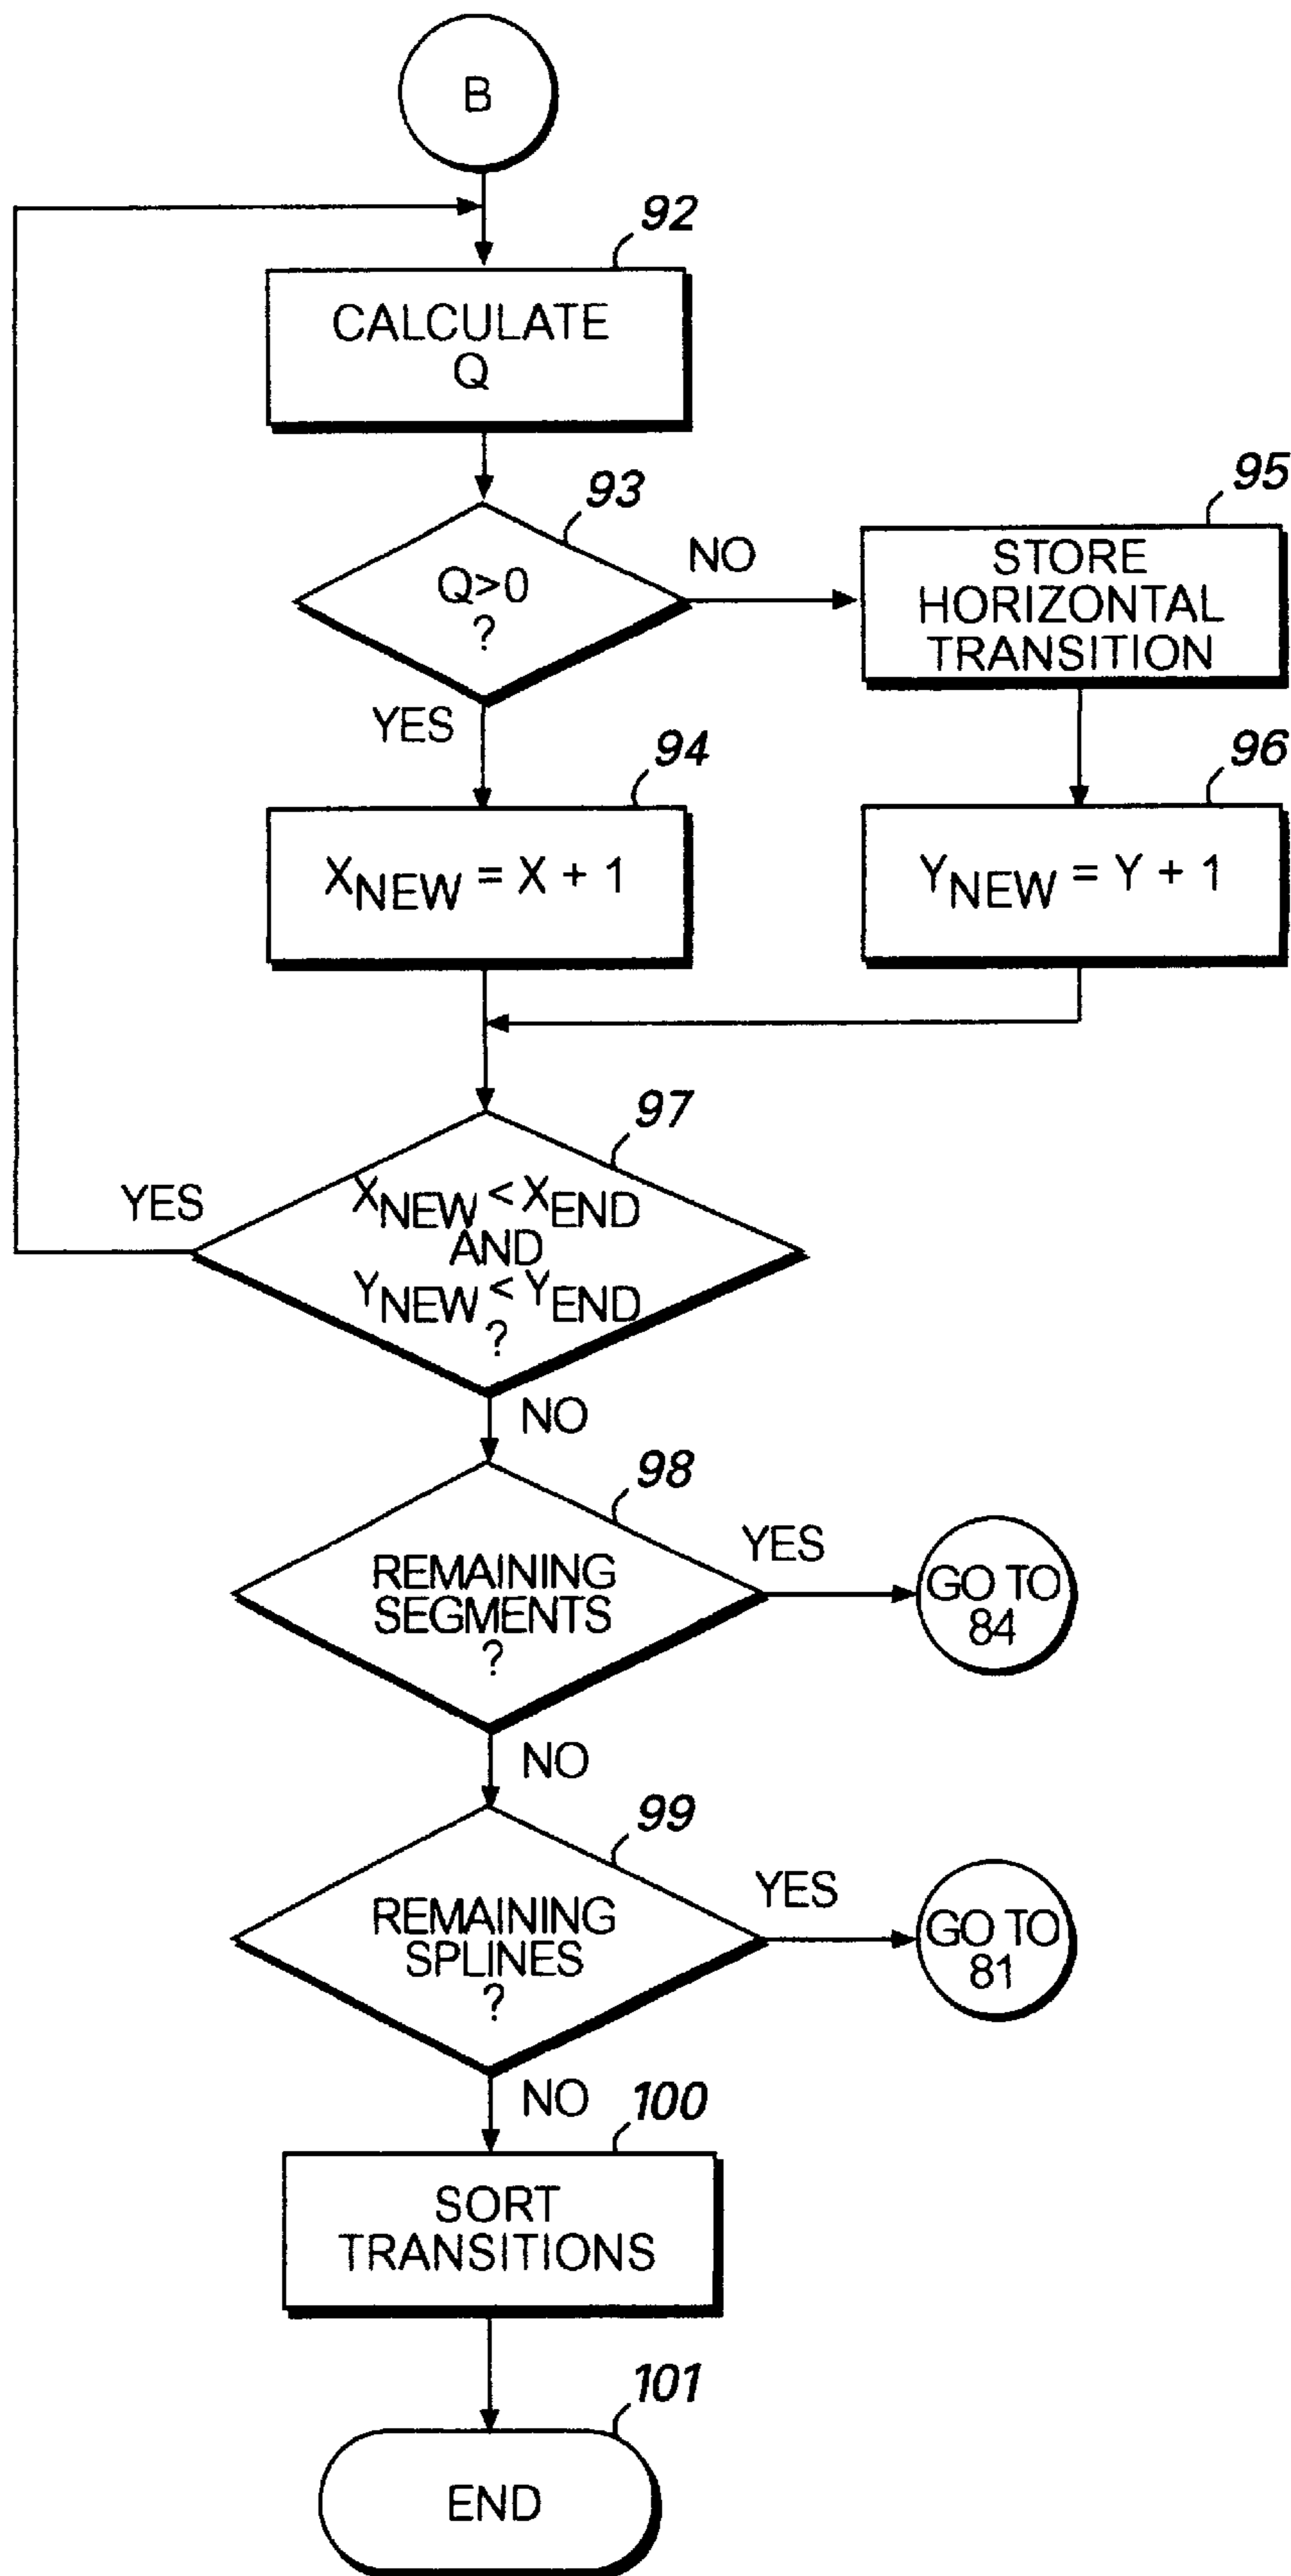 B
92
CALCULATE
Q
93
Q>0
?
NO
95
STORE
HORIZONTAL
TRANSITION
YES
94
XNEW = X + 1
96
YNEW = Y + 1
97
XNEW < XEND
AND
YNEW < YEND
?
YES
NO
98
REMAINING
SEGMENTS
?
YES
GO TO
84
NO
99
REMAINING
SPLINES
?
YES
GO TO
81
NO
100
SORT
TRANSITIONS
101
END